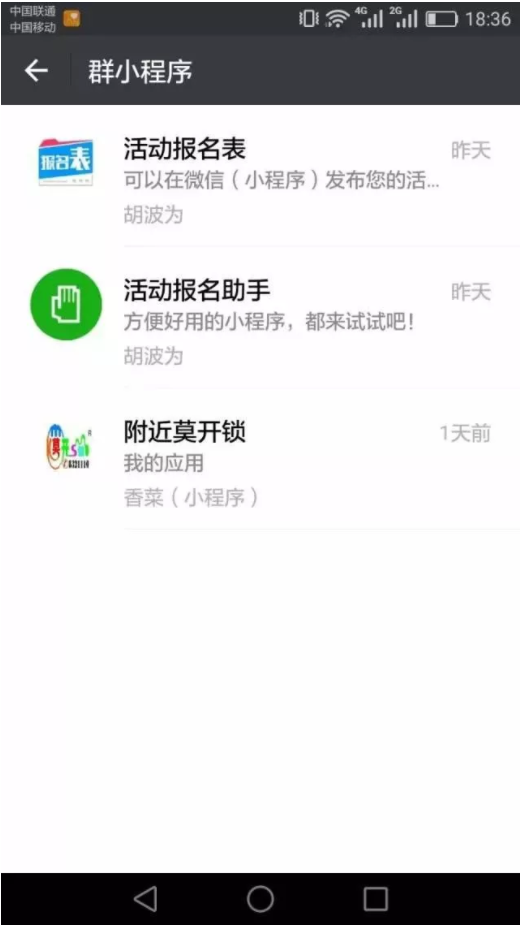 中国联通
中国移动
4G
2G
18:36
群小程序
报名表
活动报名表
昨天
可以在微信（小程序）发布您的活...
胡波为
活动报名助手
昨天
方便好用的小程序，都来试试吧！
胡波为
附近莫开锁
1天前
我的应用
香菜（小程序）